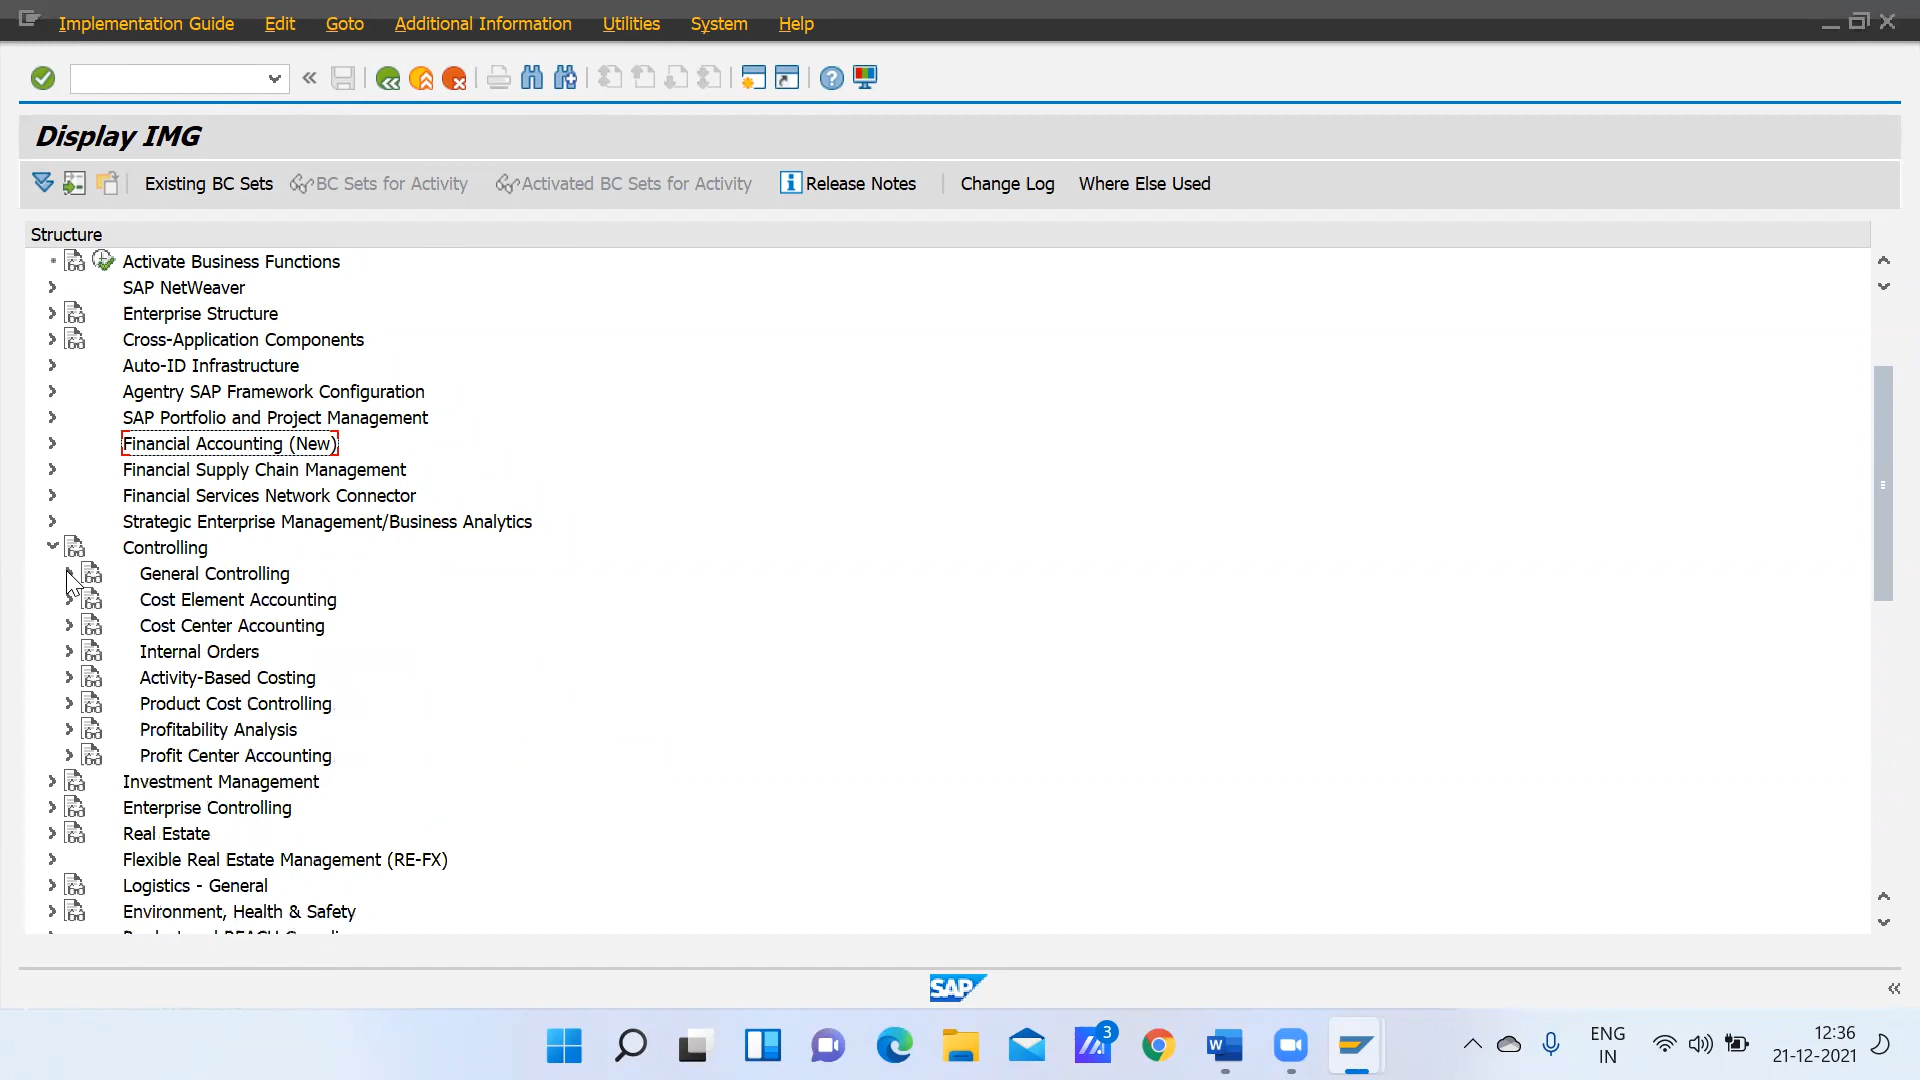 Implementation Guide Edit Goto Additional Information Utilities System Help
Display IMG
Existing BC Sets BC Sets for Activity Activated BC Sets for Activity Release Notes Change Log Where Else Used
Structure
Activate Business Functions
SAP NetWeaver
Enterprise Structure
Cross-Application Components
Auto-ID Infrastructure
Agentry SAP Framework Configuration
SAP Portfolio and Project Management
Financial Accounting (New)
Financial Supply Chain Management
Financial Services Network Connector
Strategic Enterprise Management/Business Analytics
Controlling
General Controlling
Cost Element Accounting
Cost Center Accounting
Internal Orders
Activity-Based Costing
Product Cost Controlling
Profitability Analysis
Profit Center Accounting
Investment Management
Enterprise Controlling
Real Estate
Flexible Real Estate Management (RE-FX)
Logistics - General
Environment, Health & Safety
SAP
3
ENG
IN
12:36
21-12-2021